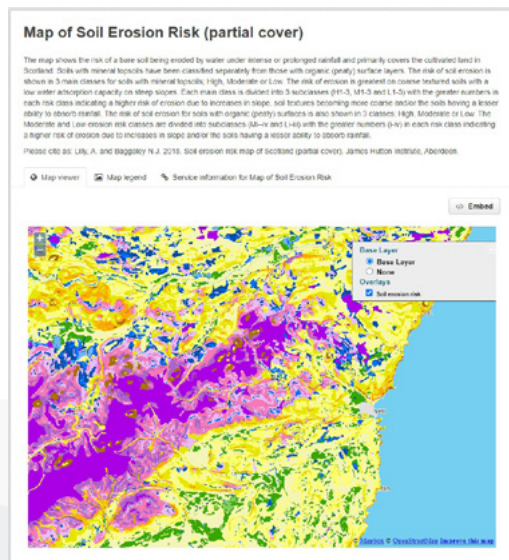 Map of Soil Erosion Risk (partial cover)
The map shows the risk of a bare soil being eroded by water under intense or prolonged rainfall and primarily covers the cultivated land in
Scotland. Soils with mineral topsoils have been classified separately from those with organic (peaty) surface layers. The risk of soil erosion is
shown in 3 main classes for soils with mineral topsoils; High, Moderate or Low. The risk of erosion is greatest on coarse textured soils with a
low water adsorption capacity on steep slopes. Each main class is divided into 3 subclasses (H1-3, M1-3 and L1-3) with the greater numbers in
each risk class indicating a higher risk of erosion due to increases in slope, soil textures becoming more coarse and/or the soils having a lesser
ability to absorb rainfall. The risk of soil erosion for soils with organic (peaty) surfaces is also shown in 3 classes; High, Moderate or Low. The
Moderate and Low erosion risk classes are divided into subclasses (Mi–iv and Li-iii) with the greater numbers (i-iv) in each risk class indicating
a higher risk of erosion due to increases in slope and/or the soils having a lesser ability to absorb rainfall.
Please cite as: Lilly, A. and Baggaley N.J. 2018. Soil erosion risk map of Scotland (partial cover). James Hutton Institute, Aberdeen.
Map viewer Map legend Service information for Map of Soil Erosion Risk
</> Embed
+
Base Layer
Base Layer
None
Overlays
Soil erosion risk
© Mapbox © OpenStreetMap Improve this map